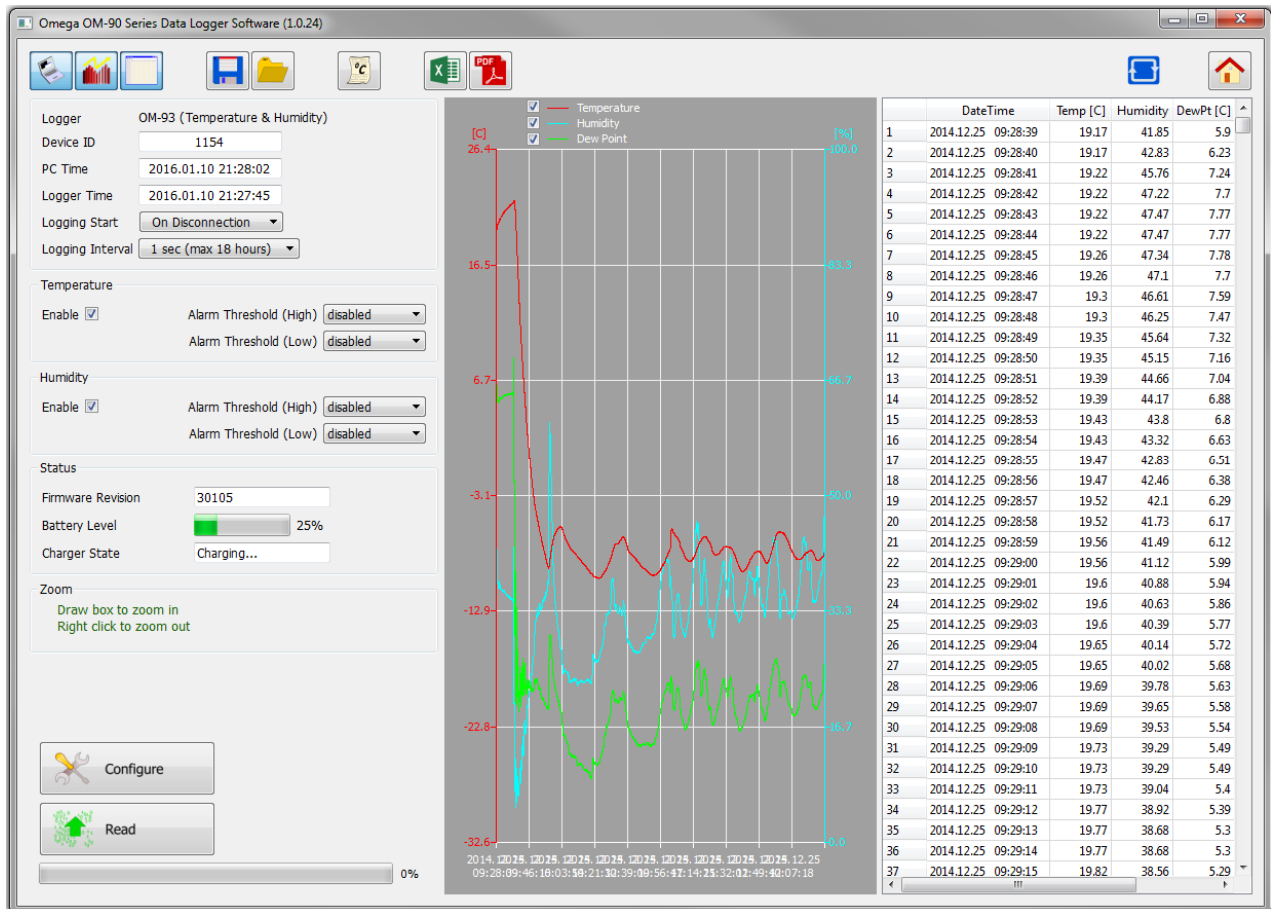 Omega OM-90 Series Data Logger Software (1.0.24)
°C
PDF
Logger OM-93 (Temperature & Humidity)
Device ID 1154
PC Time 2016.01.10 21:28:02
Logger Time 2016.01.10 21:27:45
Logging Start On Disconnection
Logging Interval 1 sec (max 18 hours)
Temperature
Enable Alarm Threshold (High) disabled
Alarm Threshold (Low) disabled
Humidity
Enable Alarm Threshold (High) disabled
Alarm Threshold (Low) disabled
Status
Firmware Revision 30105
Battery Level 25%
Charger State Charging...
Zoom
Draw box to zoom in
Right click to zoom out
Configure
Read
0%
Temperature
Humidity
Dew Point
[C] [%]
26.4 100.0
16.5 83.3
6.7 66.7
-3.1 50.0
-12.9 33.3
-22.8 16.7
-32.6 0.0
DateTime Temp [C] Humidity DewPt [C]
1 2014.12.25 09:28:39 19.17 41.85 5.9
2 2014.12.25 09:28:40 19.17 42.83 6.23
3 2014.12.25 09:28:41 19.22 45.76 7.24
4 2014.12.25 09:28:42 19.22 47.22 7.7
5 2014.12.25 09:28:43 19.22 47.47 7.77
6 2014.12.25 09:28:44 19.22 47.47 7.77
7 2014.12.25 09:28:45 19.26 47.34 7.78
8 2014.12.25 09:28:46 19.26 47.1 7.7
9 2014.12.25 09:28:47 19.3 46.61 7.59
10 2014.12.25 09:28:48 19.3 46.25 7.47
11 2014.12.25 09:28:49 19.35 45.64 7.32
12 2014.12.25 09:28:50 19.35 45.15 7.16
13 2014.12.25 09:28:51 19.39 44.66 7.04
14 2014.12.25 09:28:52 19.39 44.17 6.88
15 2014.12.25 09:28:53 19.43 43.8 6.8
16 2014.12.25 09:28:54 19.43 43.32 6.63
17 2014.12.25 09:28:55 19.47 42.83 6.51
18 2014.12.25 09:28:56 19.47 42.46 6.38
19 2014.12.25 09:28:57 19.52 42.1 6.29
20 2014.12.25 09:28:58 19.52 41.73 6.17
21 2014.12.25 09:28:59 19.56 41.49 6.12
22 2014.12.25 09:29:00 19.56 41.12 5.99
23 2014.12.25 09:29:01 19.6 40.88 5.94
24 2014.12.25 09:29:02 19.6 40.63 5.86
25 2014.12.25 09:29:03 19.6 40.39 5.77
26 2014.12.25 09:29:04 19.65 40.14 5.72
27 2014.12.25 09:29:05 19.65 40.02 5.68
28 2014.12.25 09:29:06 19.69 39.78 5.63
29 2014.12.25 09:29:07 19.69 39.65 5.58
30 2014.12.25 09:29:08 19.69 39.53 5.54
31 2014.12.25 09:29:09 19.73 39.29 5.49
32 2014.12.25 09:29:10 19.73 39.29 5.49
33 2014.12.25 09:29:11 19.73 39.04 5.4
34 2014.12.25 09:29:12 19.77 38.92 5.39
35 2014.12.25 09:29:13 19.77 38.68 5.3
36 2014.12.25 09:29:14 19.77 38.68 5.3
37 2014.12.25 09:29:15 19.82 38.56 5.29